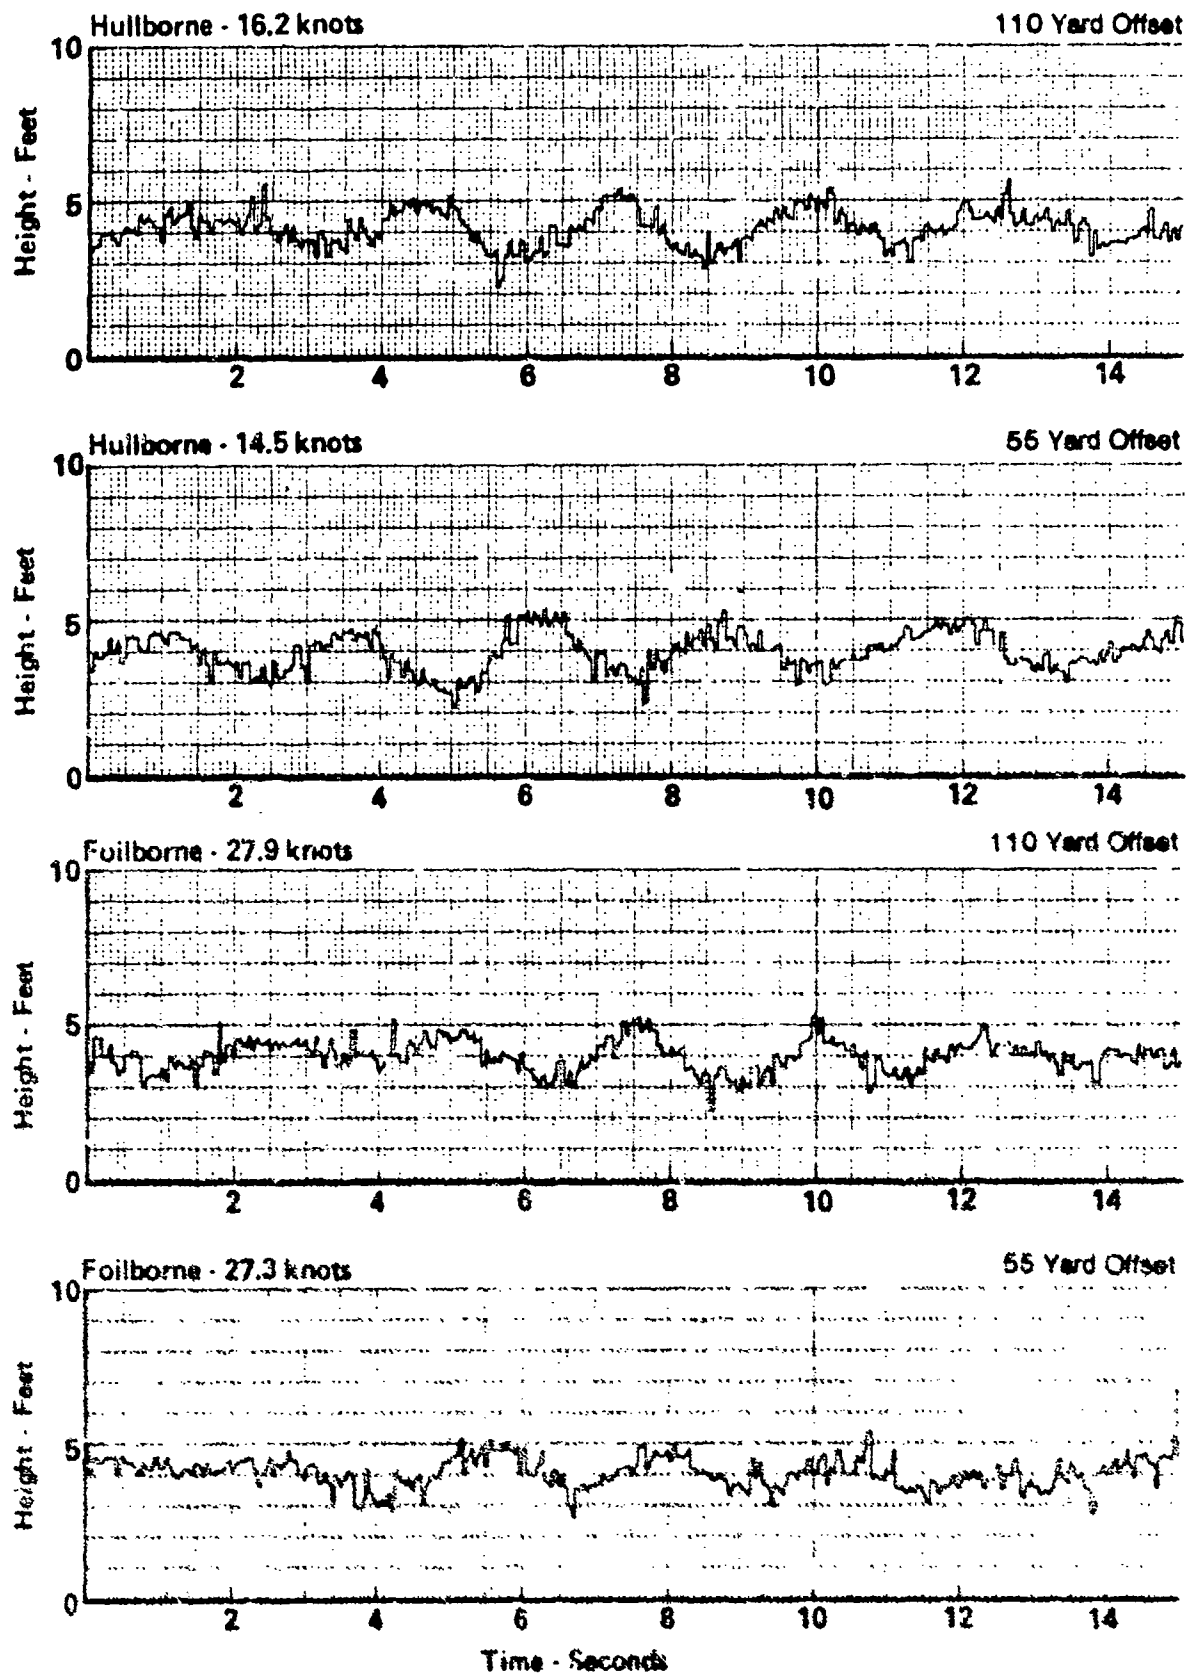 Hullborne - 16.2 knots 110 Yard Offset
10
5
0
Height - Feet
2 4 6 8 10 12 14
Hullborne - 14.5 knots 55 Yard Offset
10
5
0
Height - Feet
2 4 6 8 10 12 14
Foilborne - 27.9 knots 110 Yard Offset
10
5
0
Height - Feet
2 4 6 8 10 12 14
Foilborne - 27.3 knots 55 Yard Offset
10
5
0
Height - Feet
2 4 6 8 10 12 14
Time - Seconds